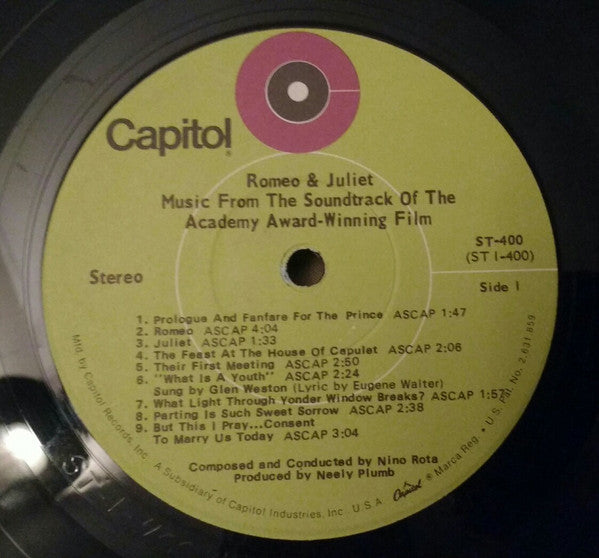 Capitol®
Romeo & Juliet
Music From The Soundtrack Of The
Academy Award-Winning Film
ST-400
(ST 1-400)
Stereo
Side 1
1. Prologue And Fanfare For The Prince ASCAP 1:47
2. Romeo ASCAP 4:04
3. Juliet ASCAP 1:33
4. The Feast At The House Of Capulet ASCAP 2:06
5. Their First Meeting ASCAP 2:50
6. "What Is A Youth" ASCAP 2:24
Sung by Glen Weston (Lyric by Eugene Walter)
7. What Light Through Yonder Window Breaks? ASCAP 1:57
8. Parting Is Such Sweet Sorrow ASCAP 2:38
9. But This I Pray...Consent
To Marry Us Today ASCAP 3:04
Composed and Conducted by Nino Rota
Produced by Neely Plumb
Mfd. by Capitol Records, Inc. A Subsidiary of Capitol Industries, Inc. U.S.A. Capitol ® Marca Reg. • U.S. Pat. No. 2,631,859